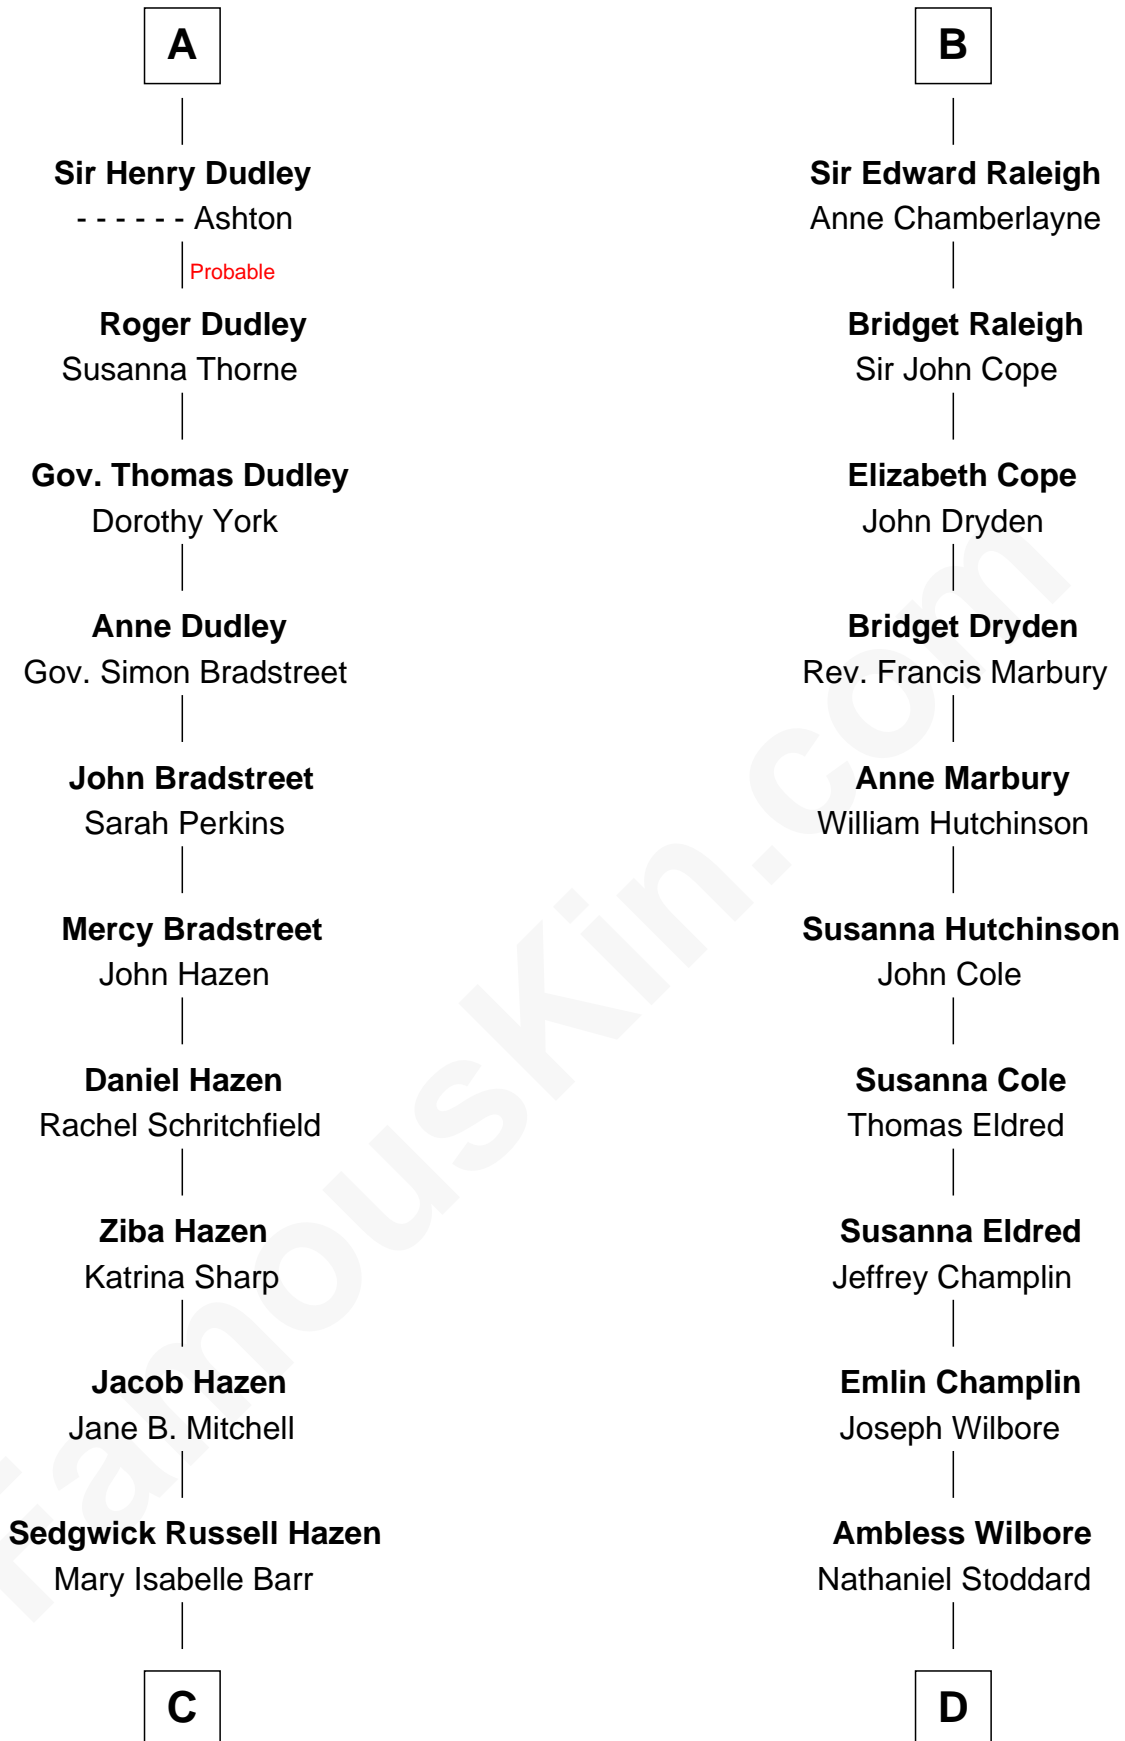 A
Sir Henry Dudley
- - - - - - Ashton
Probable
Roger Dudley
Susanna Thorne
Gov. Thomas Dudley
Dorothy York
Anne Dudley
Gov. Simon Bradstreet
John Bradstreet
Sarah Perkins
Mercy Bradstreet
John Hazen
Daniel Hazen
Rachel Schritchfield
Ziba Hazen
Katrina Sharp
Jacob Hazen
Jane B. Mitchell
Sedgwick Russell Hazen
Mary Isabelle Barr
C
B
Sir Edward Raleigh
Anne Chamberlayne
Bridget Raleigh
Sir John Cope
Elizabeth Cope
John Dryden
Bridget Dryden
Rev. Francis Marbury
Anne Marbury
William Hutchinson
Susanna Hutchinson
John Cole
Susanna Cole
Thomas Eldred
Susanna Eldred
Jeffrey Champlin
Emlin Champlin
Joseph Wilbore
Ambless Wilbore
Nathaniel Stoddard
D
FamousKin.com